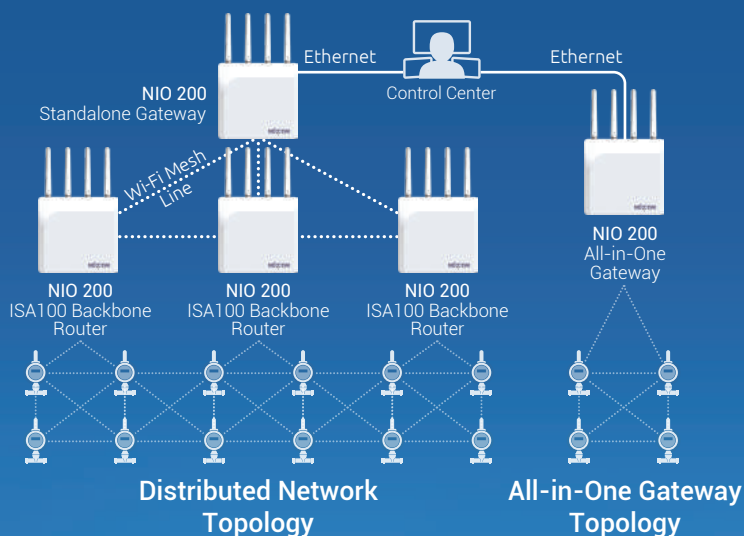 Ethernet
Ethernet
NIO 200
Standalone Gateway
Control Center
Wi-Fi Mesh
Line
NIO 200
All-in-One
Gateway
NIO 200
ISA100 Backbone
Router
NIO 200
ISA100 Backbone
Router
NIO 200
ISA100 Backbone
Router
Distributed Network
Topology
All-in-One Gateway
Topology